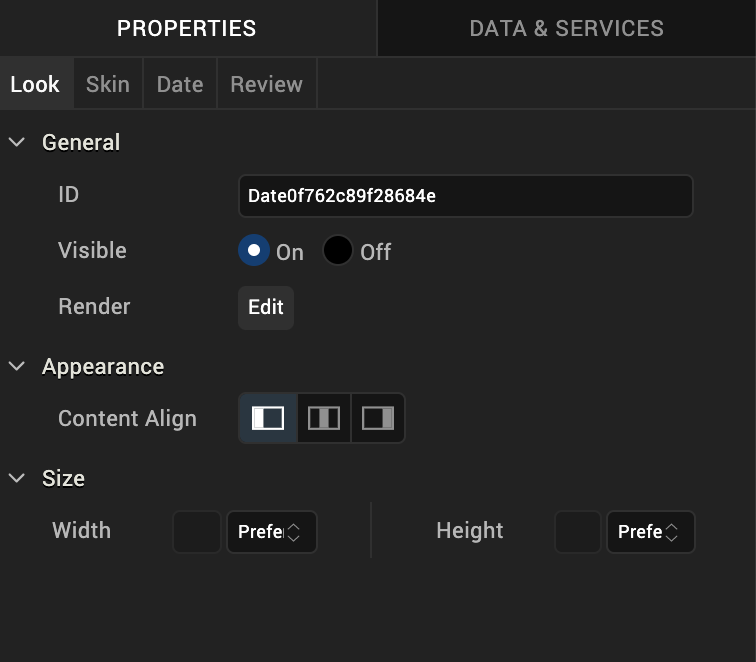 PROPERTIES DATA & SERVICES
Look Skin Date Review
General
ID Date0f762c89f28684e
Visible On Off
Render Edit
Appearance
Content Align
Size
Width Prefe Height Prefe